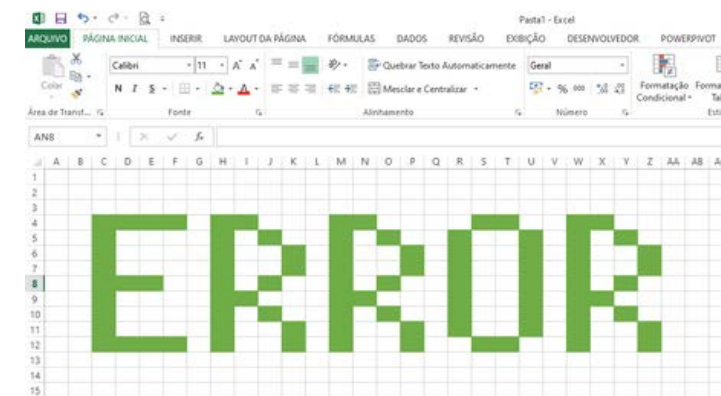 Pasta1 - Excel
ARQUIVO PÁGINA INICIAL INSERIR LAYOUT DA PÁGINA FÓRMULAS DADOS REVISÃO EXIBIÇÃO DESENVOLVEDOR POWERPIVOT
Calibri 11 Quebrar Texto Automaticamente Geral
Colar N I S Mesclar e Centralizar % 000 Formatação Condicional
Área de Transf... Fonte Alinhamento Número
AN8 fx
A B C D E F G H I J K L M N O P Q R S T U V W X Y Z AA AB
1
2
3
4
5
6
7
8
9
10
11
12
13
14
15
ERROR